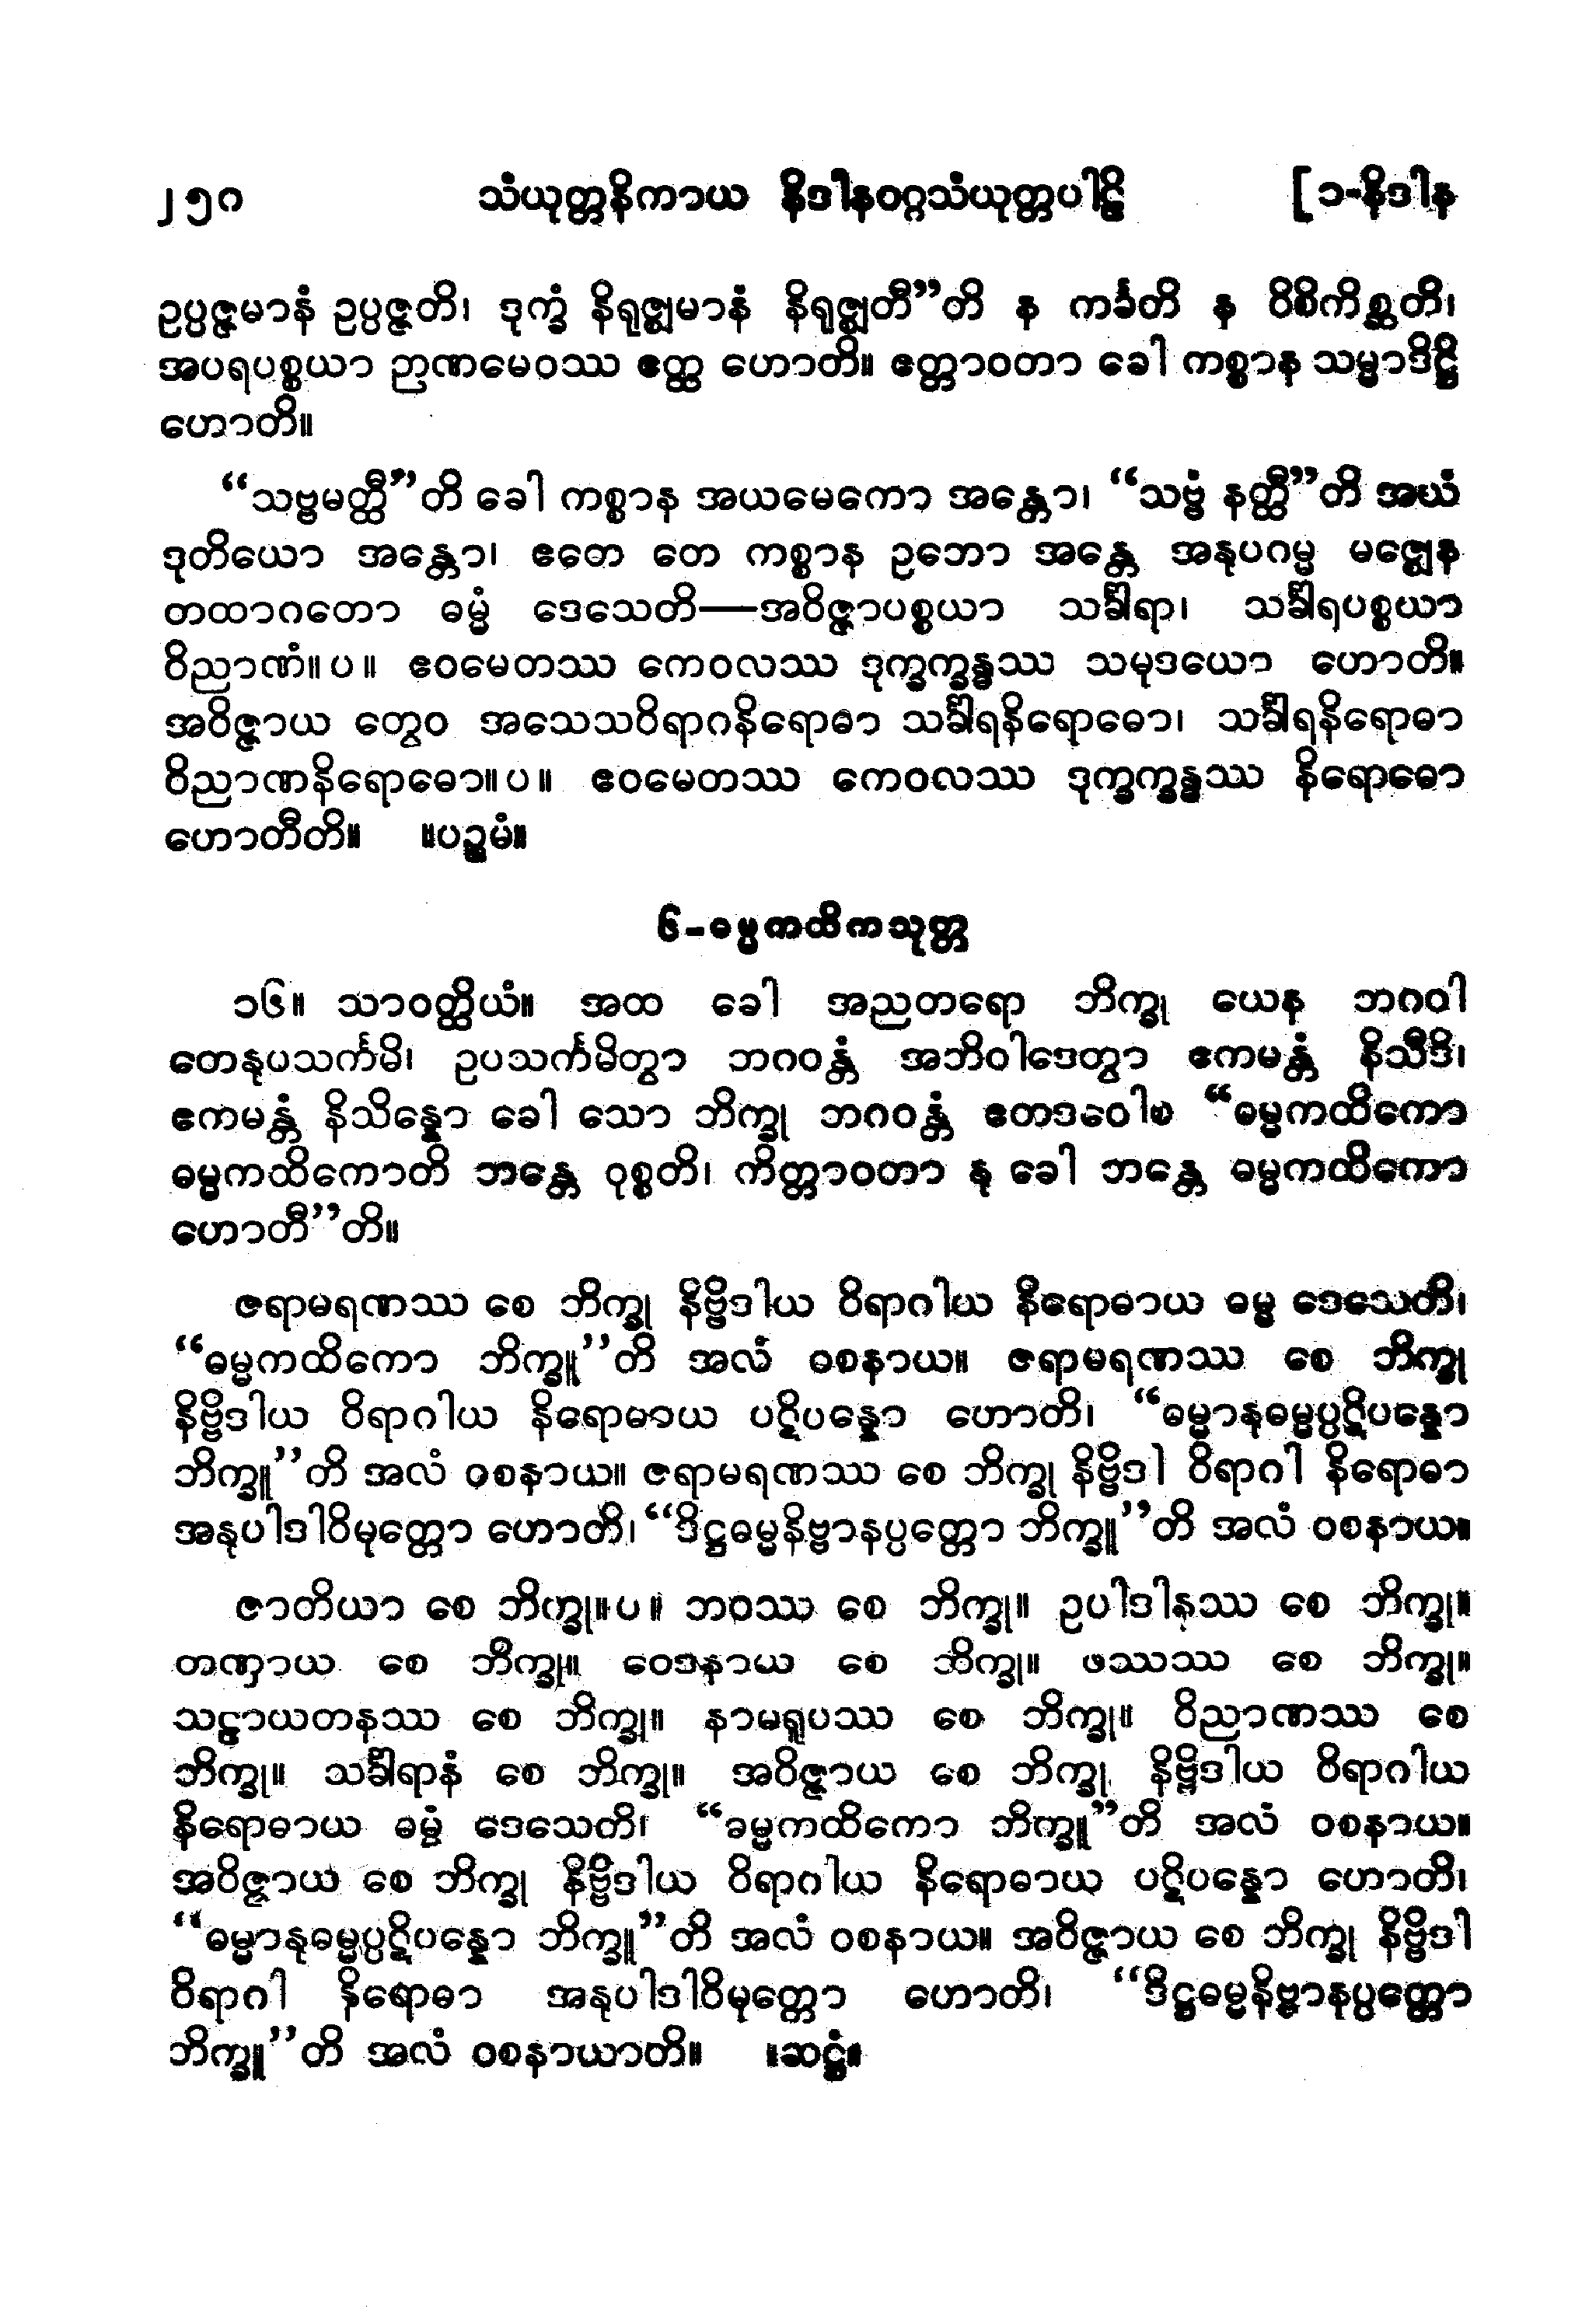 ၂၅၈ သံယုတ္တနိကာယ နိဒါနဝဂ္ဂသံယုတ္တပါဠိ [၁-နိဒါန
ဥပ္ပဇ္ဇမာနံ ဥပ္ပဇ္ဇတိ၊ ဒုက္ခံ နိရုဇ္ဈမာနံ နိရုဇ္ဈတီ”တိ န ကင်္ခတိ န ဝိစိကိစ္ဆတိ၊
အပရပစ္စယာ ဉာဏမေဝဿ ဧတ္ထ ဟောတိ။ ဧတ္တာဝတာ ခေါ ကစ္စာန သမ္မာဒိဋ္ဌိ
ဟောတိ။
“သဗ္ဗမတ္ထီ”တိ ခေါ ကစ္စာန အယမေကော အန္တော၊ “သဗ္ဗံ နတ္ထီ”တိ အယံ
ဒုတိယော အန္တော၊ ဧတေ တေ ကစ္စာန ဥဘော အန္တေ အနုပဂမ္မ မဇ္ဈေန
တထာဂတော ဓမ္မံ ဒေသေတိ—အဝိဇ္ဇာပစ္စယာ သင်္ခါရာ၊ သင်္ခါရပစ္စယာ
ဝိညာဏံ။ပ။ ဧဝမေတဿ ကေဝလဿ ဒုက္ခက္ခန္ဓဿ သမုဒယော ဟောတိ။
အဝိဇ္ဇာယ တွေဝ အသေသဝိရာဂနိရောဓာ သင်္ခါရနိရောဓော၊ သင်္ခါရနိရောဓာ
ဝိညာဏနိရောဓော။ပ။ ဧဝမေတဿ ကေဝလဿ ဒုက္ခက္ခန္ဓဿ နိရောဓော
ဟောတီတိ။ ။ပဉ္စမံ။
၆-ဓမ္မကထိကသုတ္တ
၁၆။ သာဝတ္ထိယံ။ အထ ခေါ အညတရော ဘိက္ခု ယေန ဘဂဝါ
တေနုပသင်္ကမိ၊ ဥပသင်္ကမိတွာ ဘဂဝန္တံ အဘိဝါဒေတွာ ဧကမန္တံ နိသီဒိ၊
ဧကမန္တံ နိသိန္နော ခေါ သော ဘိက္ခု ဘဂဝန္တံ ဧတဒဝေါစ “ဓမ္မကထိကော
ဓမ္မကထိကောတိ ဘန္တေ ဝုစ္စတိ၊ ကိတ္တာဝတာ နု ခေါ ဘန္တေ ဓမ္မကထိကော
ဟောတီ”တိ။
ဇရာမရဏဿ စေ ဘိက္ခု နိဗ္ဗိဒါယ ဝိရာဂါယ နိရောဓာယ ဓမ္မ ဒေသေတိ၊
“ဓမ္မကထိကော ဘိက္ခူ”တိ အလံ ဝစနာယ။ ဇရာမရဏဿ စေ ဘိက္ခု
နိဗ္ဗိဒါယ ဝိရာဂါယ နိရောဓာယ ပဋိပန္နော ဟောတိ၊ “ဓမ္မာနုဓမ္မပ္ပဋိပန္နော
ဘိက္ခူ”တိ အလံ ဝစနာယ။ ဇရာမရဏဿ စေ ဘိက္ခု နိဗ္ဗိဒါ ဝိရာဂါ နိရောဓာ
အနုပါဒါဝိမုတ္တော ဟောတိ၊ “ဒိဋ္ဌဓမ္မနိဗ္ဗာနပ္ပတ္တော ဘိက္ခူ”တိ အလံ ဝစနာယ။
ဇာတိယာ စေ ဘိက္ခု။ပ။ ဘဝဿ စေ ဘိက္ခု။ ဥပါဒါနဿ စေ ဘိက္ခု။
တဏှာယ စေ ဘိက္ခု။ ဝေဒနာယ စေ ဘိက္ခု။ ဖဿဿ စေ ဘိက္ခု။
သဠာယတနဿ စေ ဘိက္ခု။ နာမရူပဿ စေ ဘိက္ခု။ ဝိညာဏဿ စေ
ဘိက္ခု။ သင်္ခါရာနံ စေ ဘိက္ခု။ အဝိဇ္ဇာယ စေ ဘိက္ခု နိဗ္ဗိဒါယ ဝိရာဂါယ
နိရောဓာယ ဓမ္မံ ဒေသေတိ၊ “ဓမ္မကထိကော ဘိက္ခူ”တိ အလံ ဝစနာယ။
အဝိဇ္ဇာယ စေ ဘိက္ခု နိဗ္ဗိဒါယ ဝိရာဂါယ နိရောဓာယ ပဋိပန္နော ဟောတိ၊
“ဓမ္မာနုဓမ္မပ္ပဋိပန္နော ဘိက္ခူ”တိ အလံ ဝစနာယ။ အဝိဇ္ဇာယ စေ ဘိက္ခု နိဗ္ဗိဒါ
ဝိရာဂါ နိရောဓာ အနုပါဒါဝိမုတ္တော ဟောတိ၊ “ဒိဋ္ဌဓမ္မနိဗ္ဗာနပ္ပတ္တော
ဘိက္ခူ”တိ အလံ ဝစနာယာတိ။ ။ဆဋ္ဌံ။